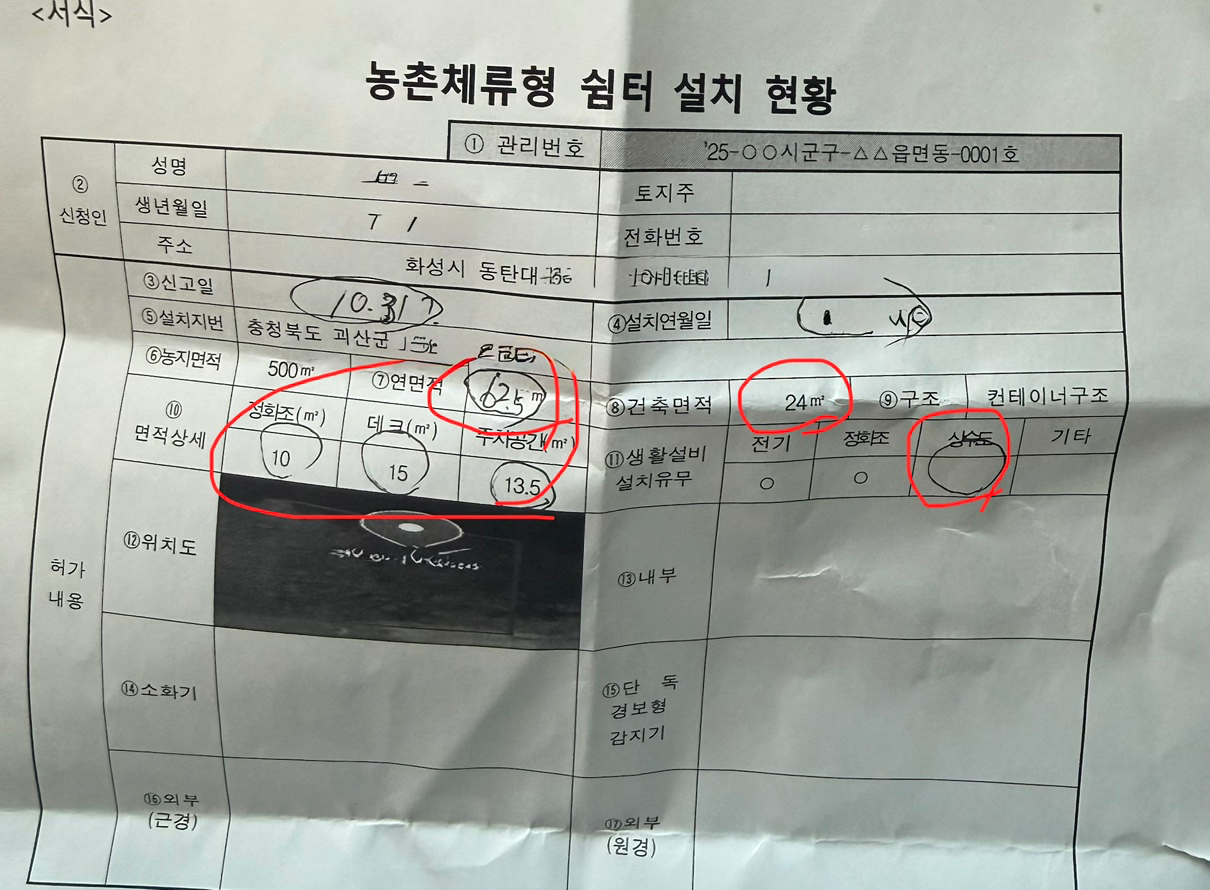 <서식>
농촌체류형 쉼터 설치 현황
① 관리번호 '25-○○시군구-△△읍면동-0001호
② 신청인
성명 토지주
생년월일 7 1 전화번호
주소 화성시 동탄대
③신고일 10.31 ? ④설치연월일
⑤설치지번 충청북도 괴산군
⑥농지면적 500㎡ ⑦연면적 62.5 ㎡ ⑧건축면적 24㎡ ⑨구조 컨테이너구조
⑩ 면적상세 정화조(㎡) 데크(㎡) 주차공간(㎡)
10 15 13.5
⑪생활설비 설치유무 전기 정화조 상수도 기타
○ ○
허가 내용
⑫위치도 ⑬내부
⑭소화기 ⑮단 독 경보형 감지기
⑯외부 (근경) ⑰외부 (원경)